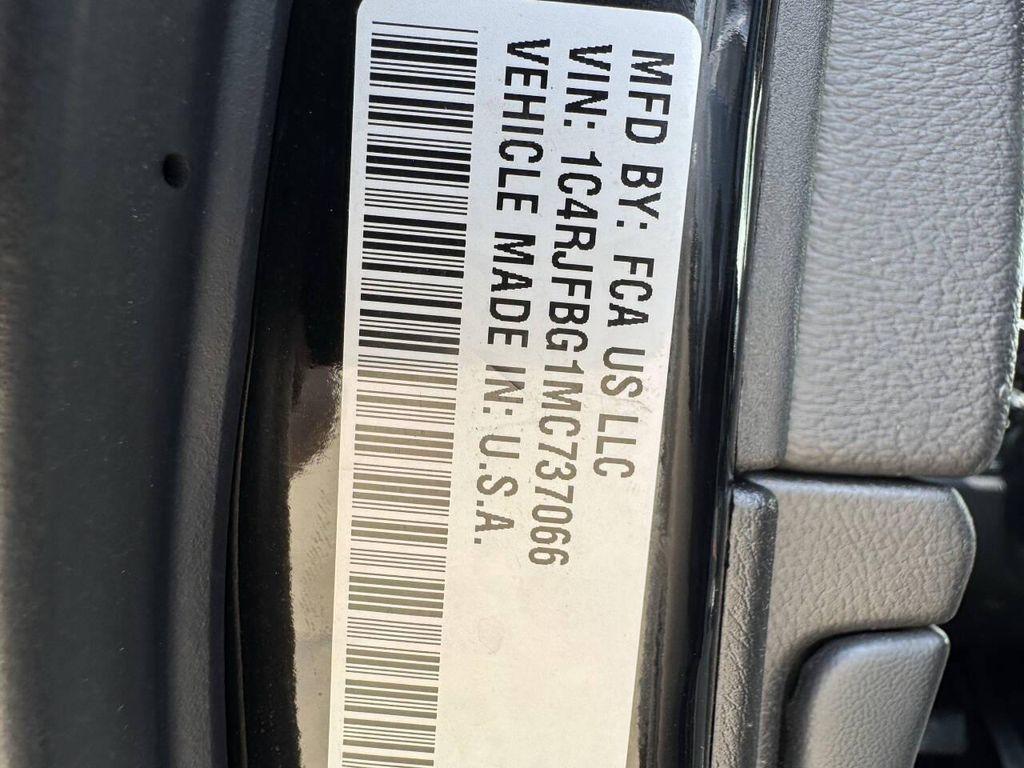 MFD BY: FCA US LLC
VIN: 1C4RJFBG1MC737066
VEHICLE MADE IN: U.S.A.